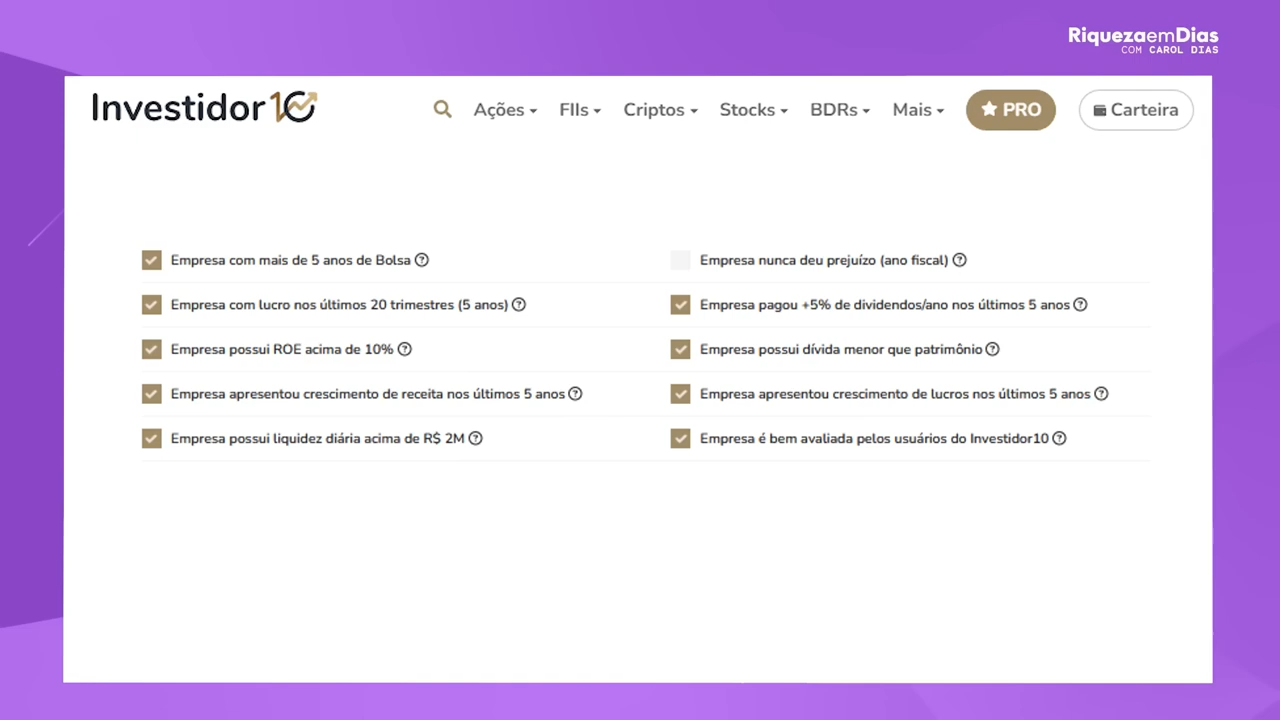 RiquezaemDias
COM CAROL DIAS
Investidor10
Ações
FIIs
Criptos
Stocks
BDRs
Mais
PRO
Carteira
Empresa com mais de 5 anos de Bolsa
Empresa nunca deu prejuízo (ano fiscal)
Empresa com lucro nos últimos 20 trimestres (5 anos)
Empresa pagou +5% de dividendos/ano nos últimos 5 anos
Empresa possui ROE acima de 10%
Empresa possui dívida menor que patrimônio
Empresa apresentou crescimento de receita nos últimos 5 anos
Empresa apresentou crescimento de lucros nos últimos 5 anos
Empresa possui liquidez diária acima de R$ 2M
Empresa é bem avaliada pelos usuários do Investidor10